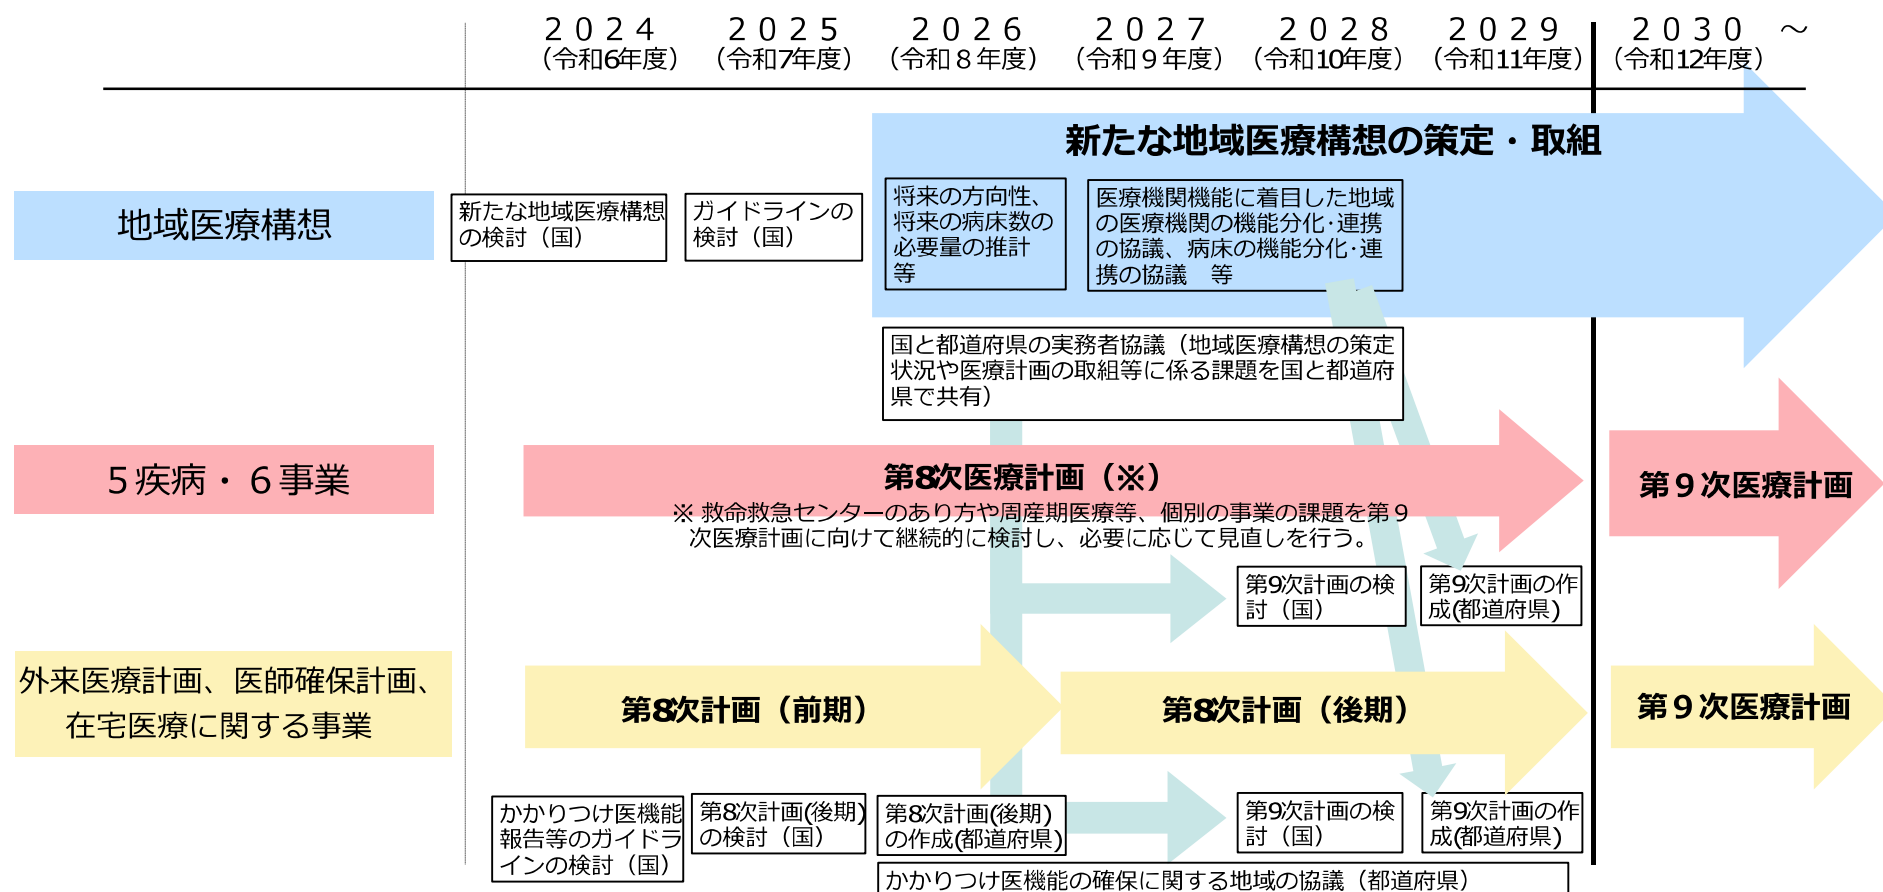 ２０２４ ２０２５ ２０２６ ２０２７ ２０２８ ２０２９ ２０３０ ～
（令和6年度） （令和7年度） （令和８年度） （令和９年度） （令和10年度） （令和11年度） （令和12年度）
新たな地域医療構想の策定・取組
地域医療構想
新たな地域医療構想
の検討（国）
ガイドラインの
検討（国）
将来の方向性、
将来の病床数の
必要量の推計
等
医療機関機能に着目した地域
の医療機関の機能分化･連携
の協議、病床の機能分化･連
携の協議　等
国と都道府県の実務者協議（地域医療構想の策定
状況や医療計画の取組等に係る課題を国と都道府
県で共有）
５疾病・６事業
第8次医療計画（※）
※ 救命救急センターのあり方や周産期医療等、個別の事業の課題を第９
次医療計画に向けて継続的に検討し、必要に応じて見直しを行う。
第９次医療計画
第9次計画の検
討（国）
第9次計画の作
成(都道府県)
外来医療計画、医師確保計画、
在宅医療に関する事業
第8次計画（前期）
第8次計画（後期）
第９次医療計画
かかりつけ医機能
報告等のガイドラ
インの検討（国）
第8次計画(後期)
の検討（国）
第8次計画(後期)
の作成(都道府県)
第9次計画の検
討（国）
第9次計画の作
成(都道府県)
かかりつけ医機能の確保に関する地域の協議（都道府県）